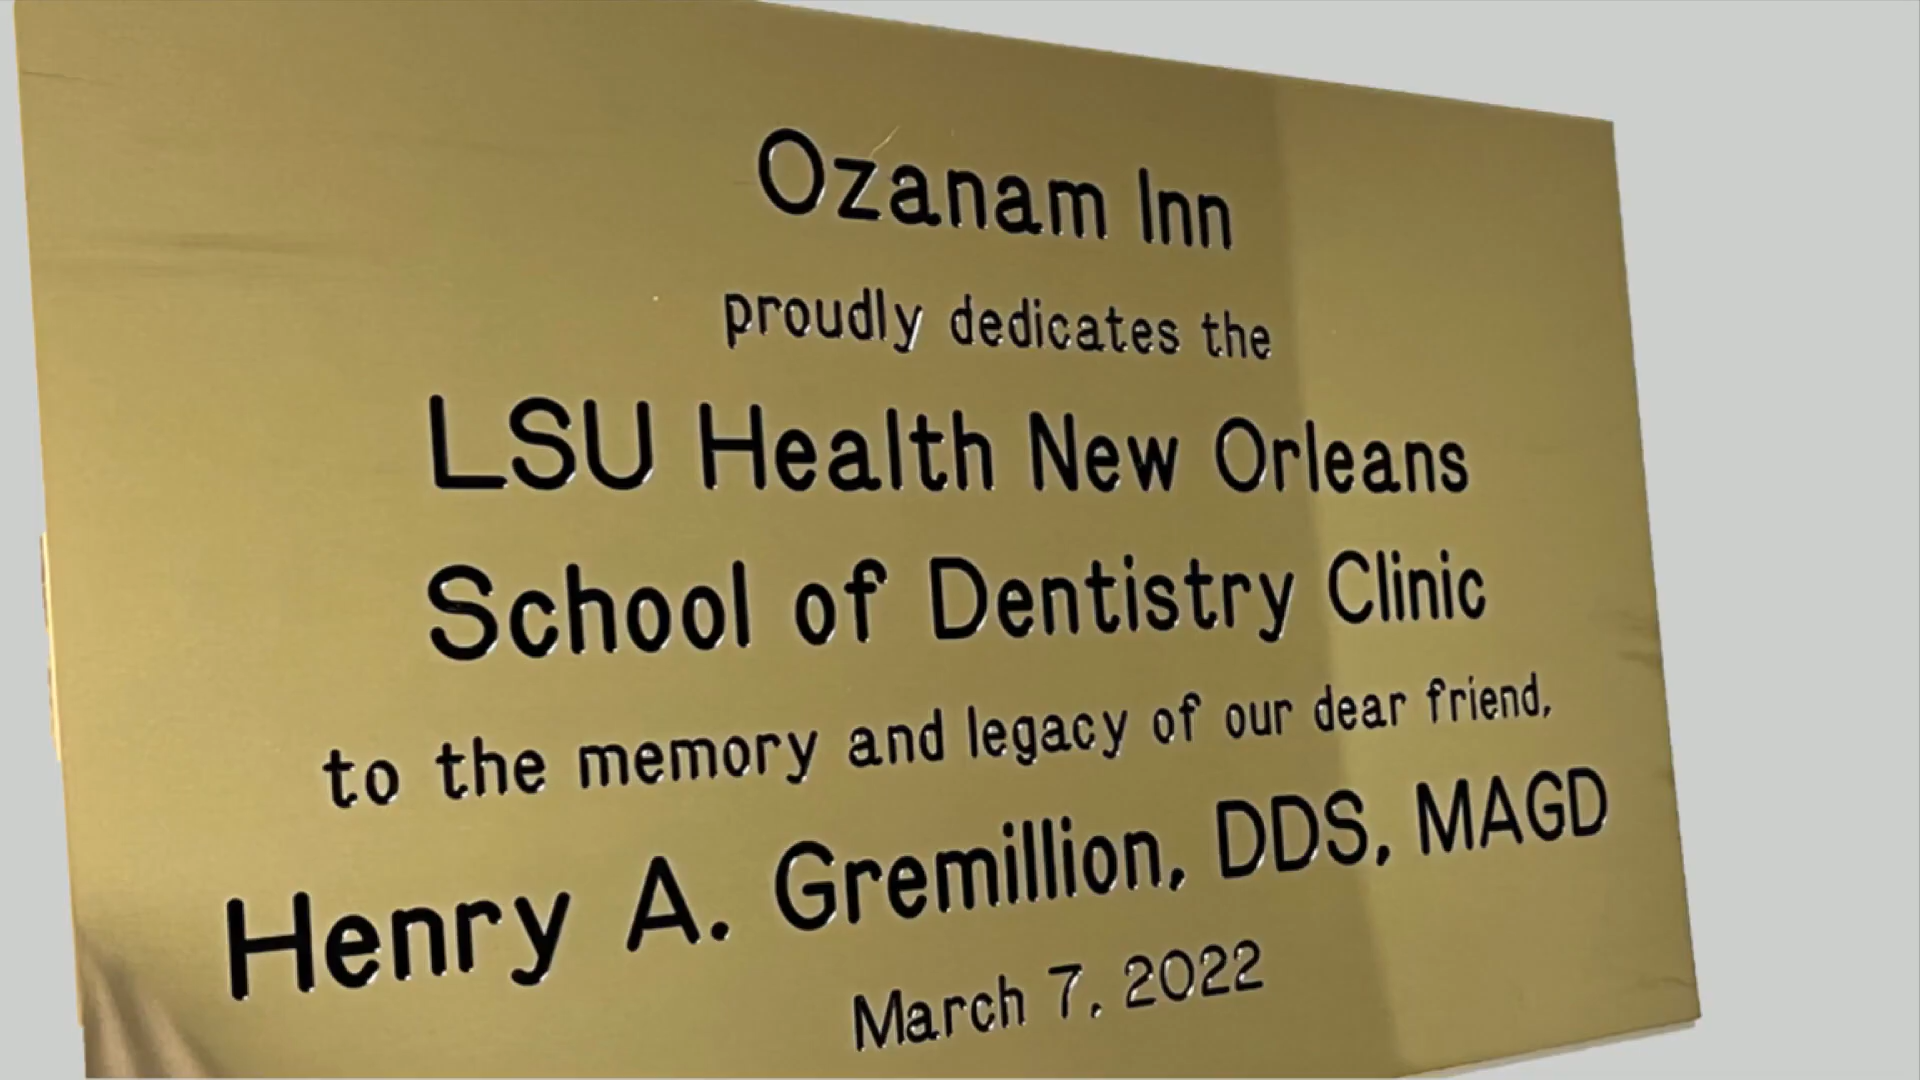 Ozanam Inn
proudly dedicates the
LSU Health New Orleans
School of Dentistry Clinic
to the memory and legacy of our dear friend,
Henry A. Gremillion, DDS, MAGD
March 7, 2022